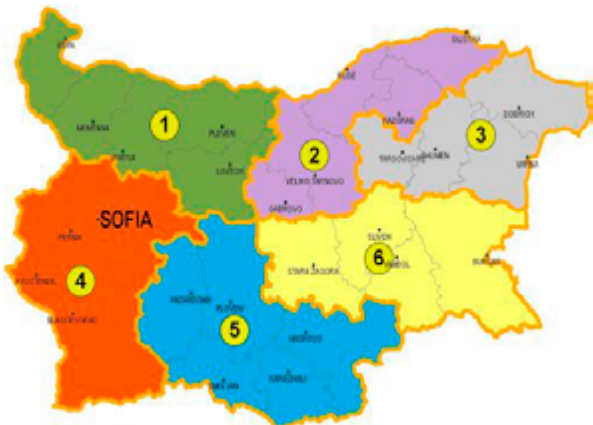 VIDIN
SILISTRA
RUSE
DOBRICH
MONTANA
1
PLEVEN
RAZGRAD
3
VRATSA
2
TARGOVISHTE
SHUMEN
VARNA
LOVECH
VELIKO TARNOVO
GABROVO
SOFIA
PERNIK
SLIVEN
6
YAMBOL
BURGAS
STARA ZAGORA
KYUSTENDIL
4
PAZARDZHIK
PLOVDIV
BLAGOEVGRAD
5
HASKOVO
KARDZHALI
SMOLYAN